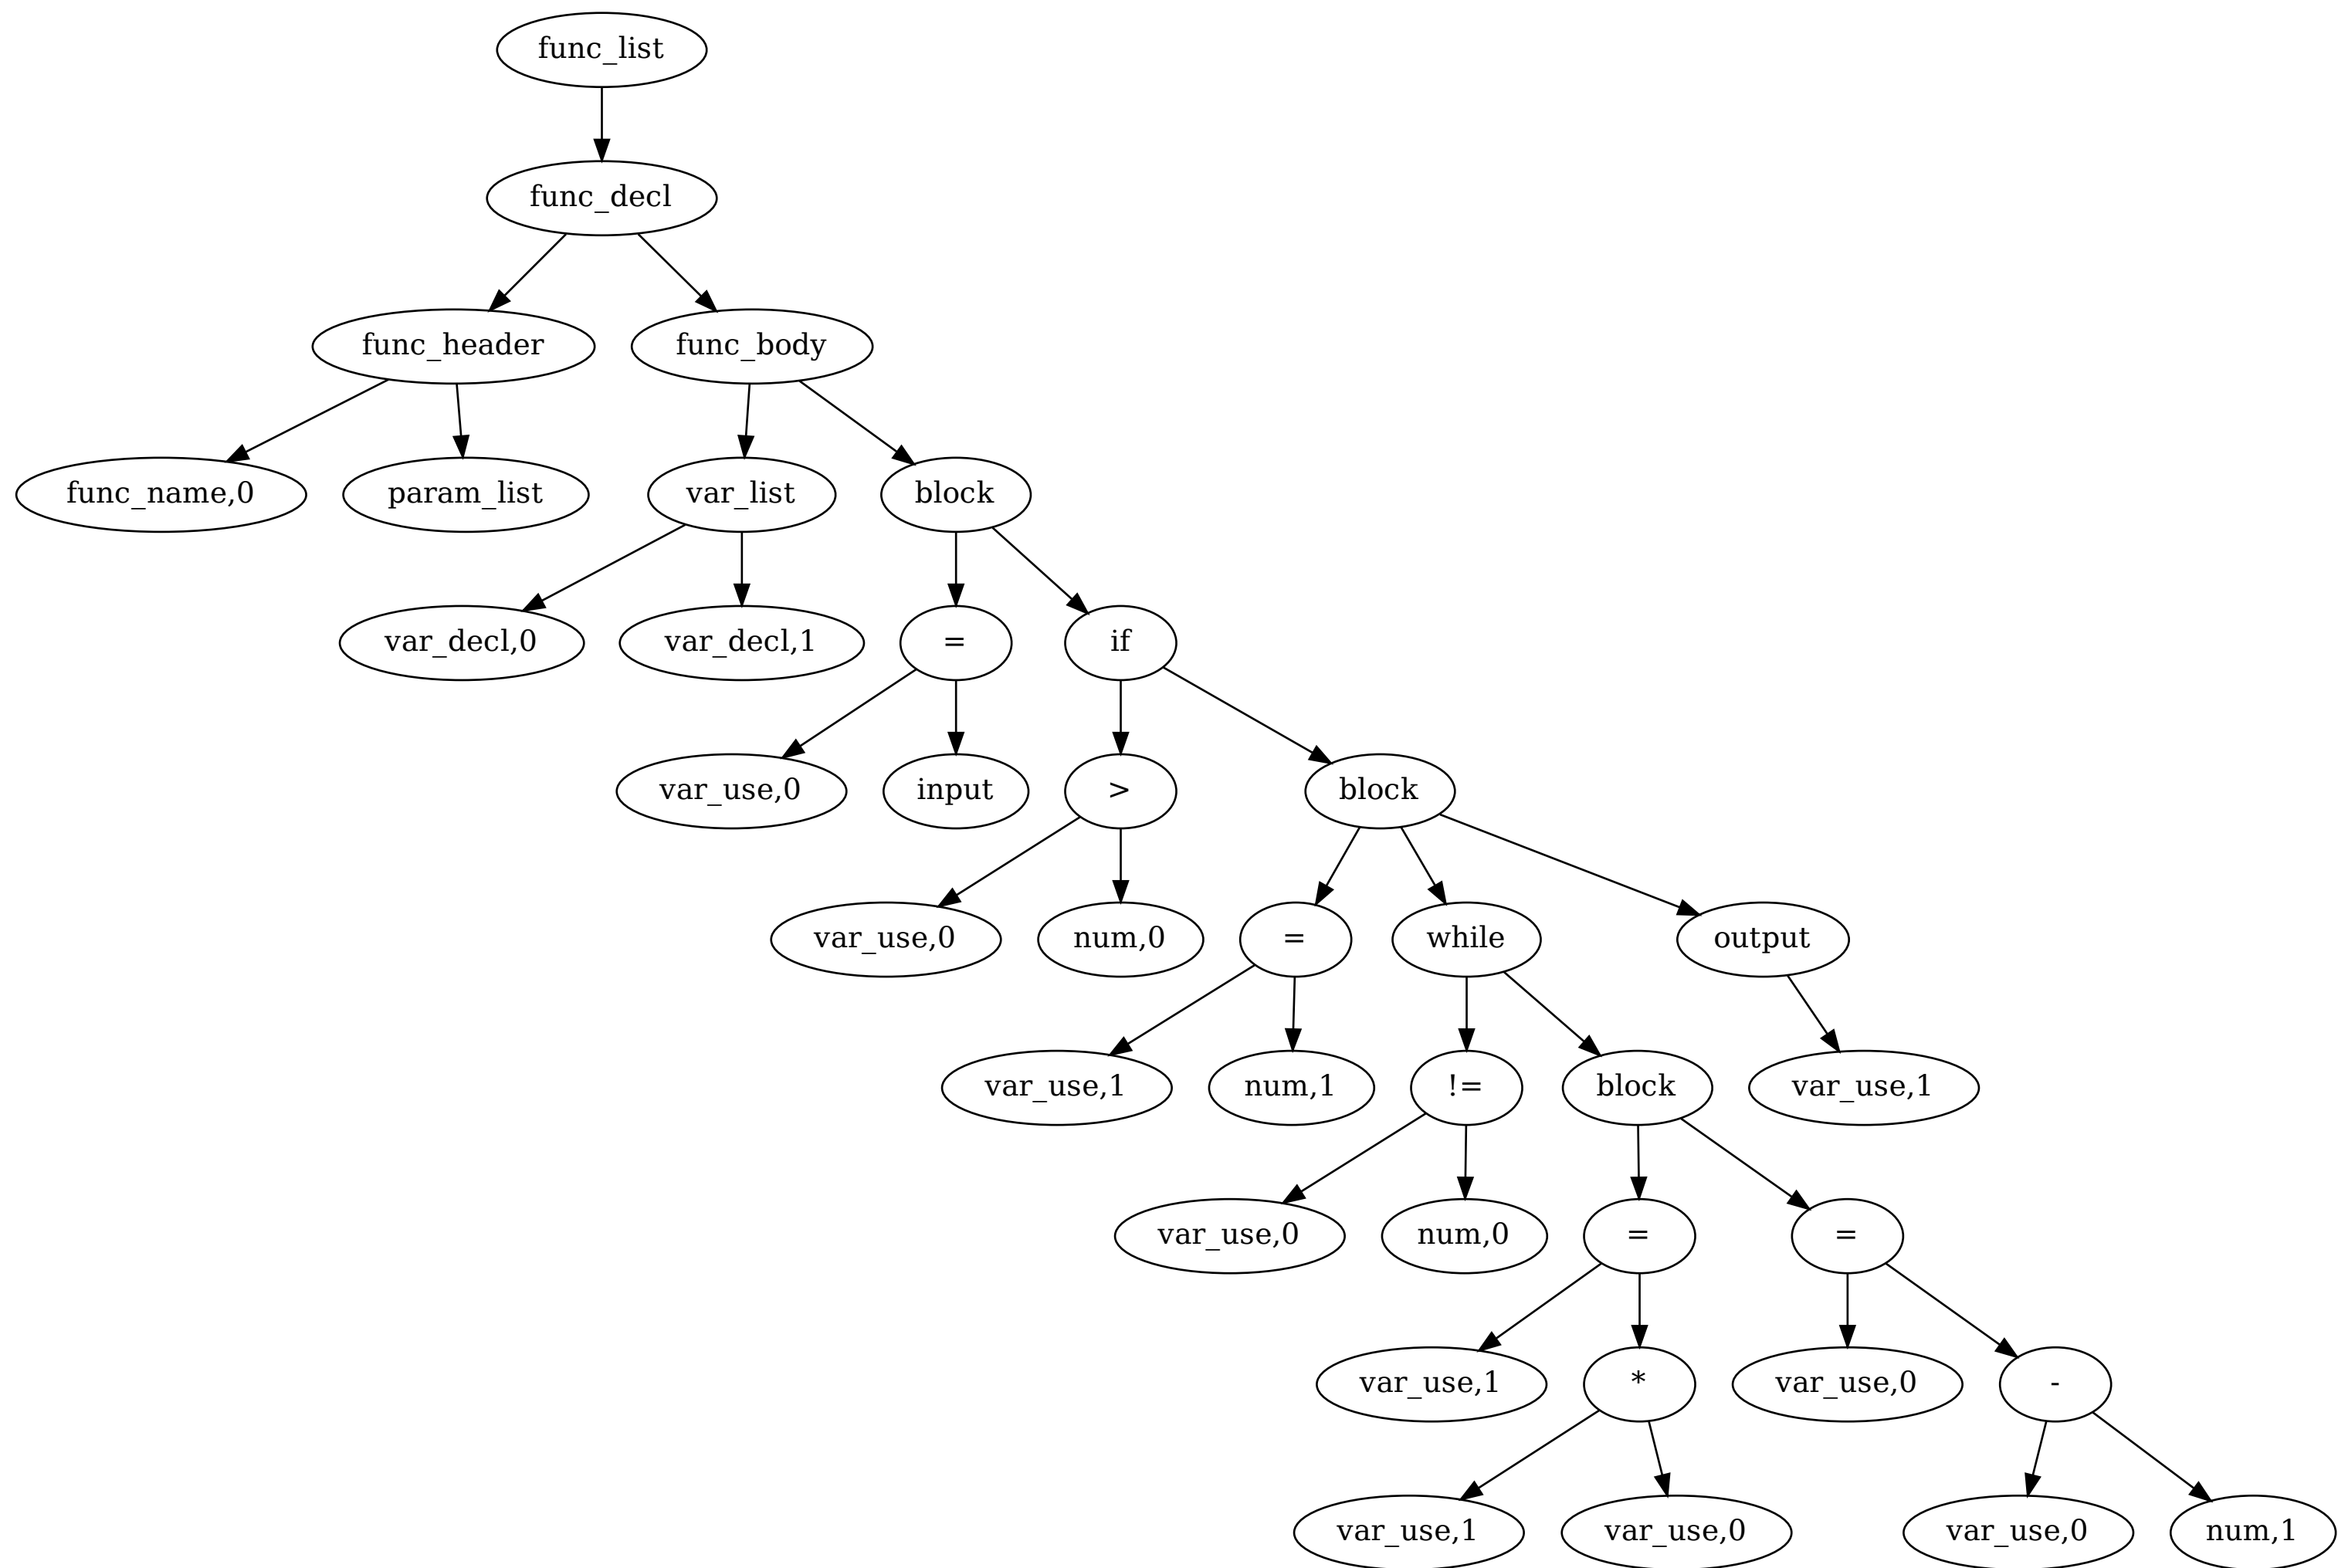 func_list
func_decl
func_header
func_body
func_name,0
param_list
var_list
block
var_decl,0
var_decl,1
=
if
var_use,0
input
>
block
var_use,0
num,0
=
while
output
var_use,1
num,1
!=
block
var_use,1
var_use,0
num,0
=
=
var_use,1
*
var_use,0
-
var_use,1
var_use,0
var_use,0
num,1